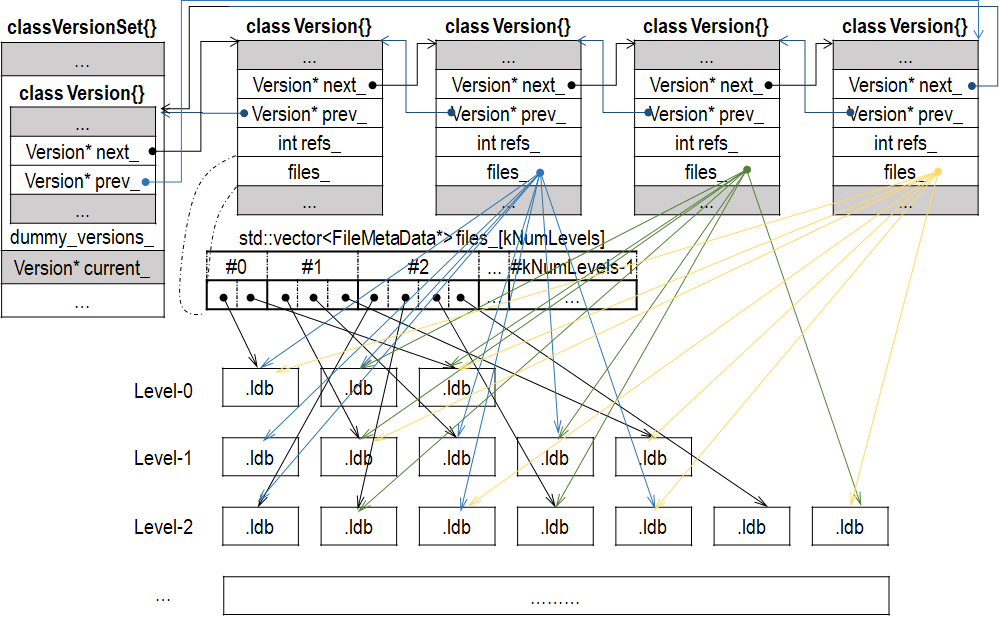 classVersionSet{}
...
class Version{}
...
Version* next_
Version* prev_
...
dummy_versions_
Version* current_
...
class Version{}
...
Version* next_
Version* prev_
int refs_
files_
...
class Version{}
...
Version* next_
Version* prev_
int refs_
files_
...
class Version{}
...
Version* next_
Version* prev_
int refs_
files_
...
class Version{}
...
Version* next_
Version* prev_
int refs_
files_
...
std::vector<FileMetaData*> files_[kNumLevels]
#0 #1 #2 ... #kNumLevels-1
... ...
Level-0 .ldb .ldb .ldb
Level-1 .ldb .ldb .ldb .ldb .ldb
Level-2 .ldb .ldb .ldb .ldb .ldb .ldb .ldb
... .........